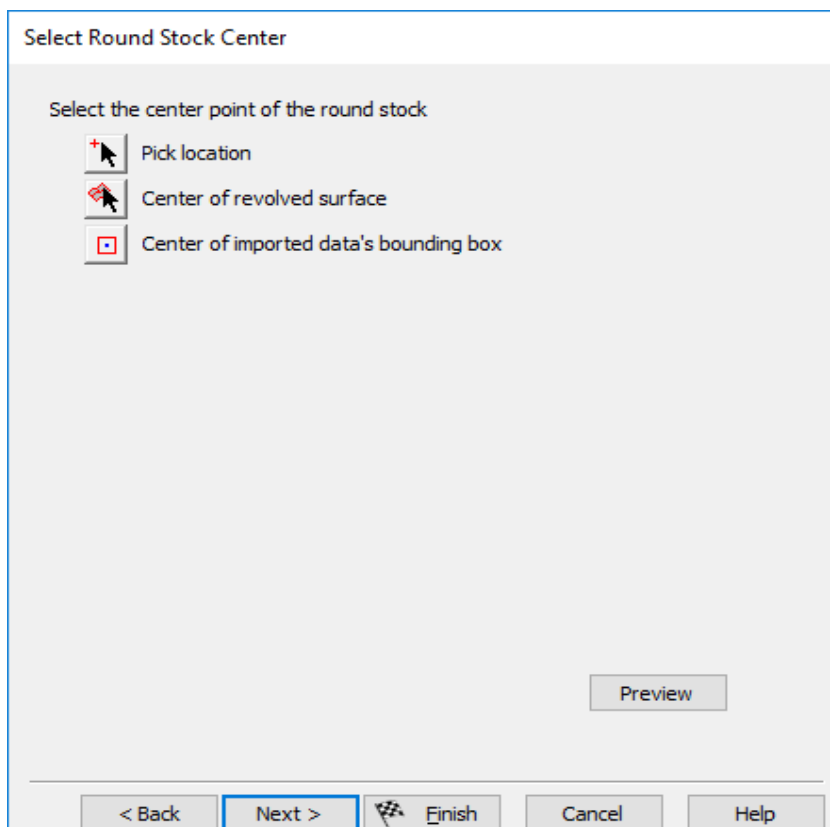 Select Round Stock Center
Select the center point of the round stock
Pick location
Center of revolved surface
Center of imported data's bounding box
Preview
< Back Next > Finish Cancel Help